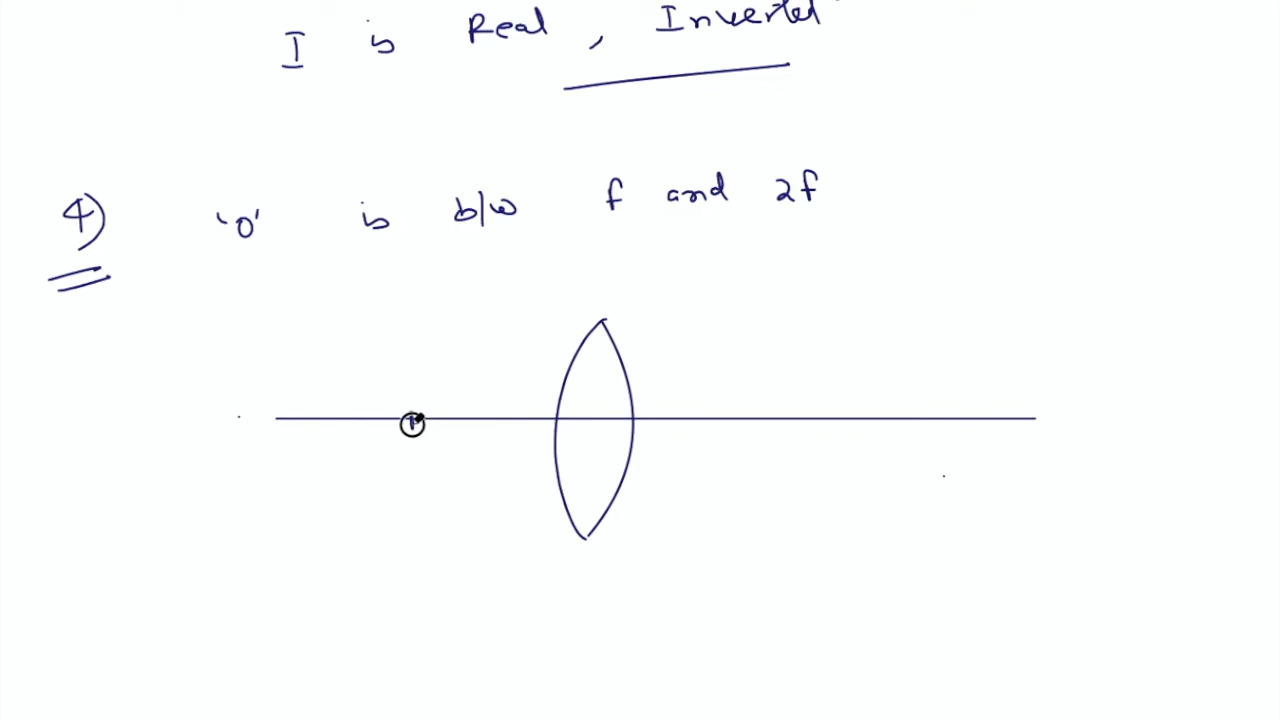 I is Real, Inverted
4) 'O' is b/w f and 2f